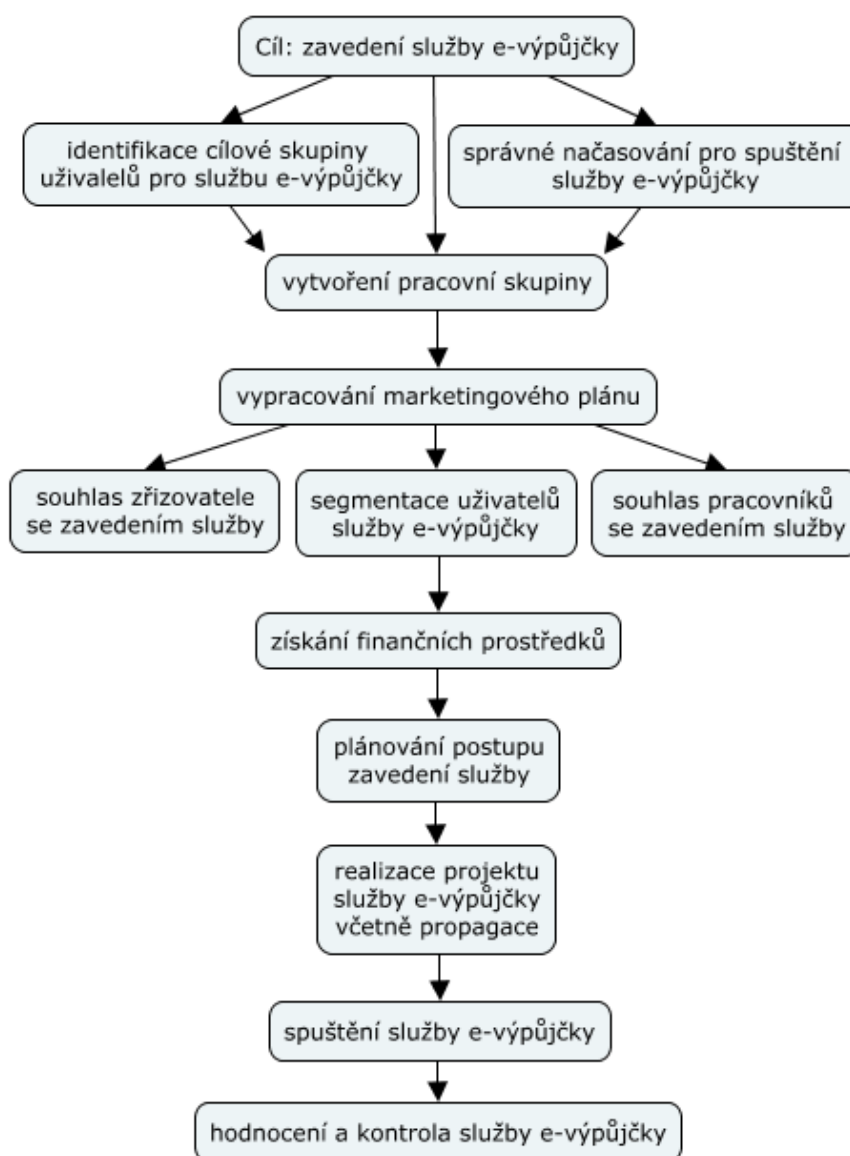 Cíl: zavedení služby e-výpůjčky
identifikace cílové skupiny
uživalelů pro službu e-výpůjčky
správné načasování pro spuštění
služby e-výpůjčky
vytvoření pracovní skupiny
vypracování marketingového plánu
souhlas zřizovatele
se zavedením služby
segmentace uživatelů
služby e-výpůjčky
souhlas pracovníků
se zavedením služby
získání finančních prostředků
plánování postupu
zavedení služby
realizace projektu
služby e-výpůjčky
včetně propagace
spuštění služby e-výpůjčky
hodnocení a kontrola služby e-výpůjčky